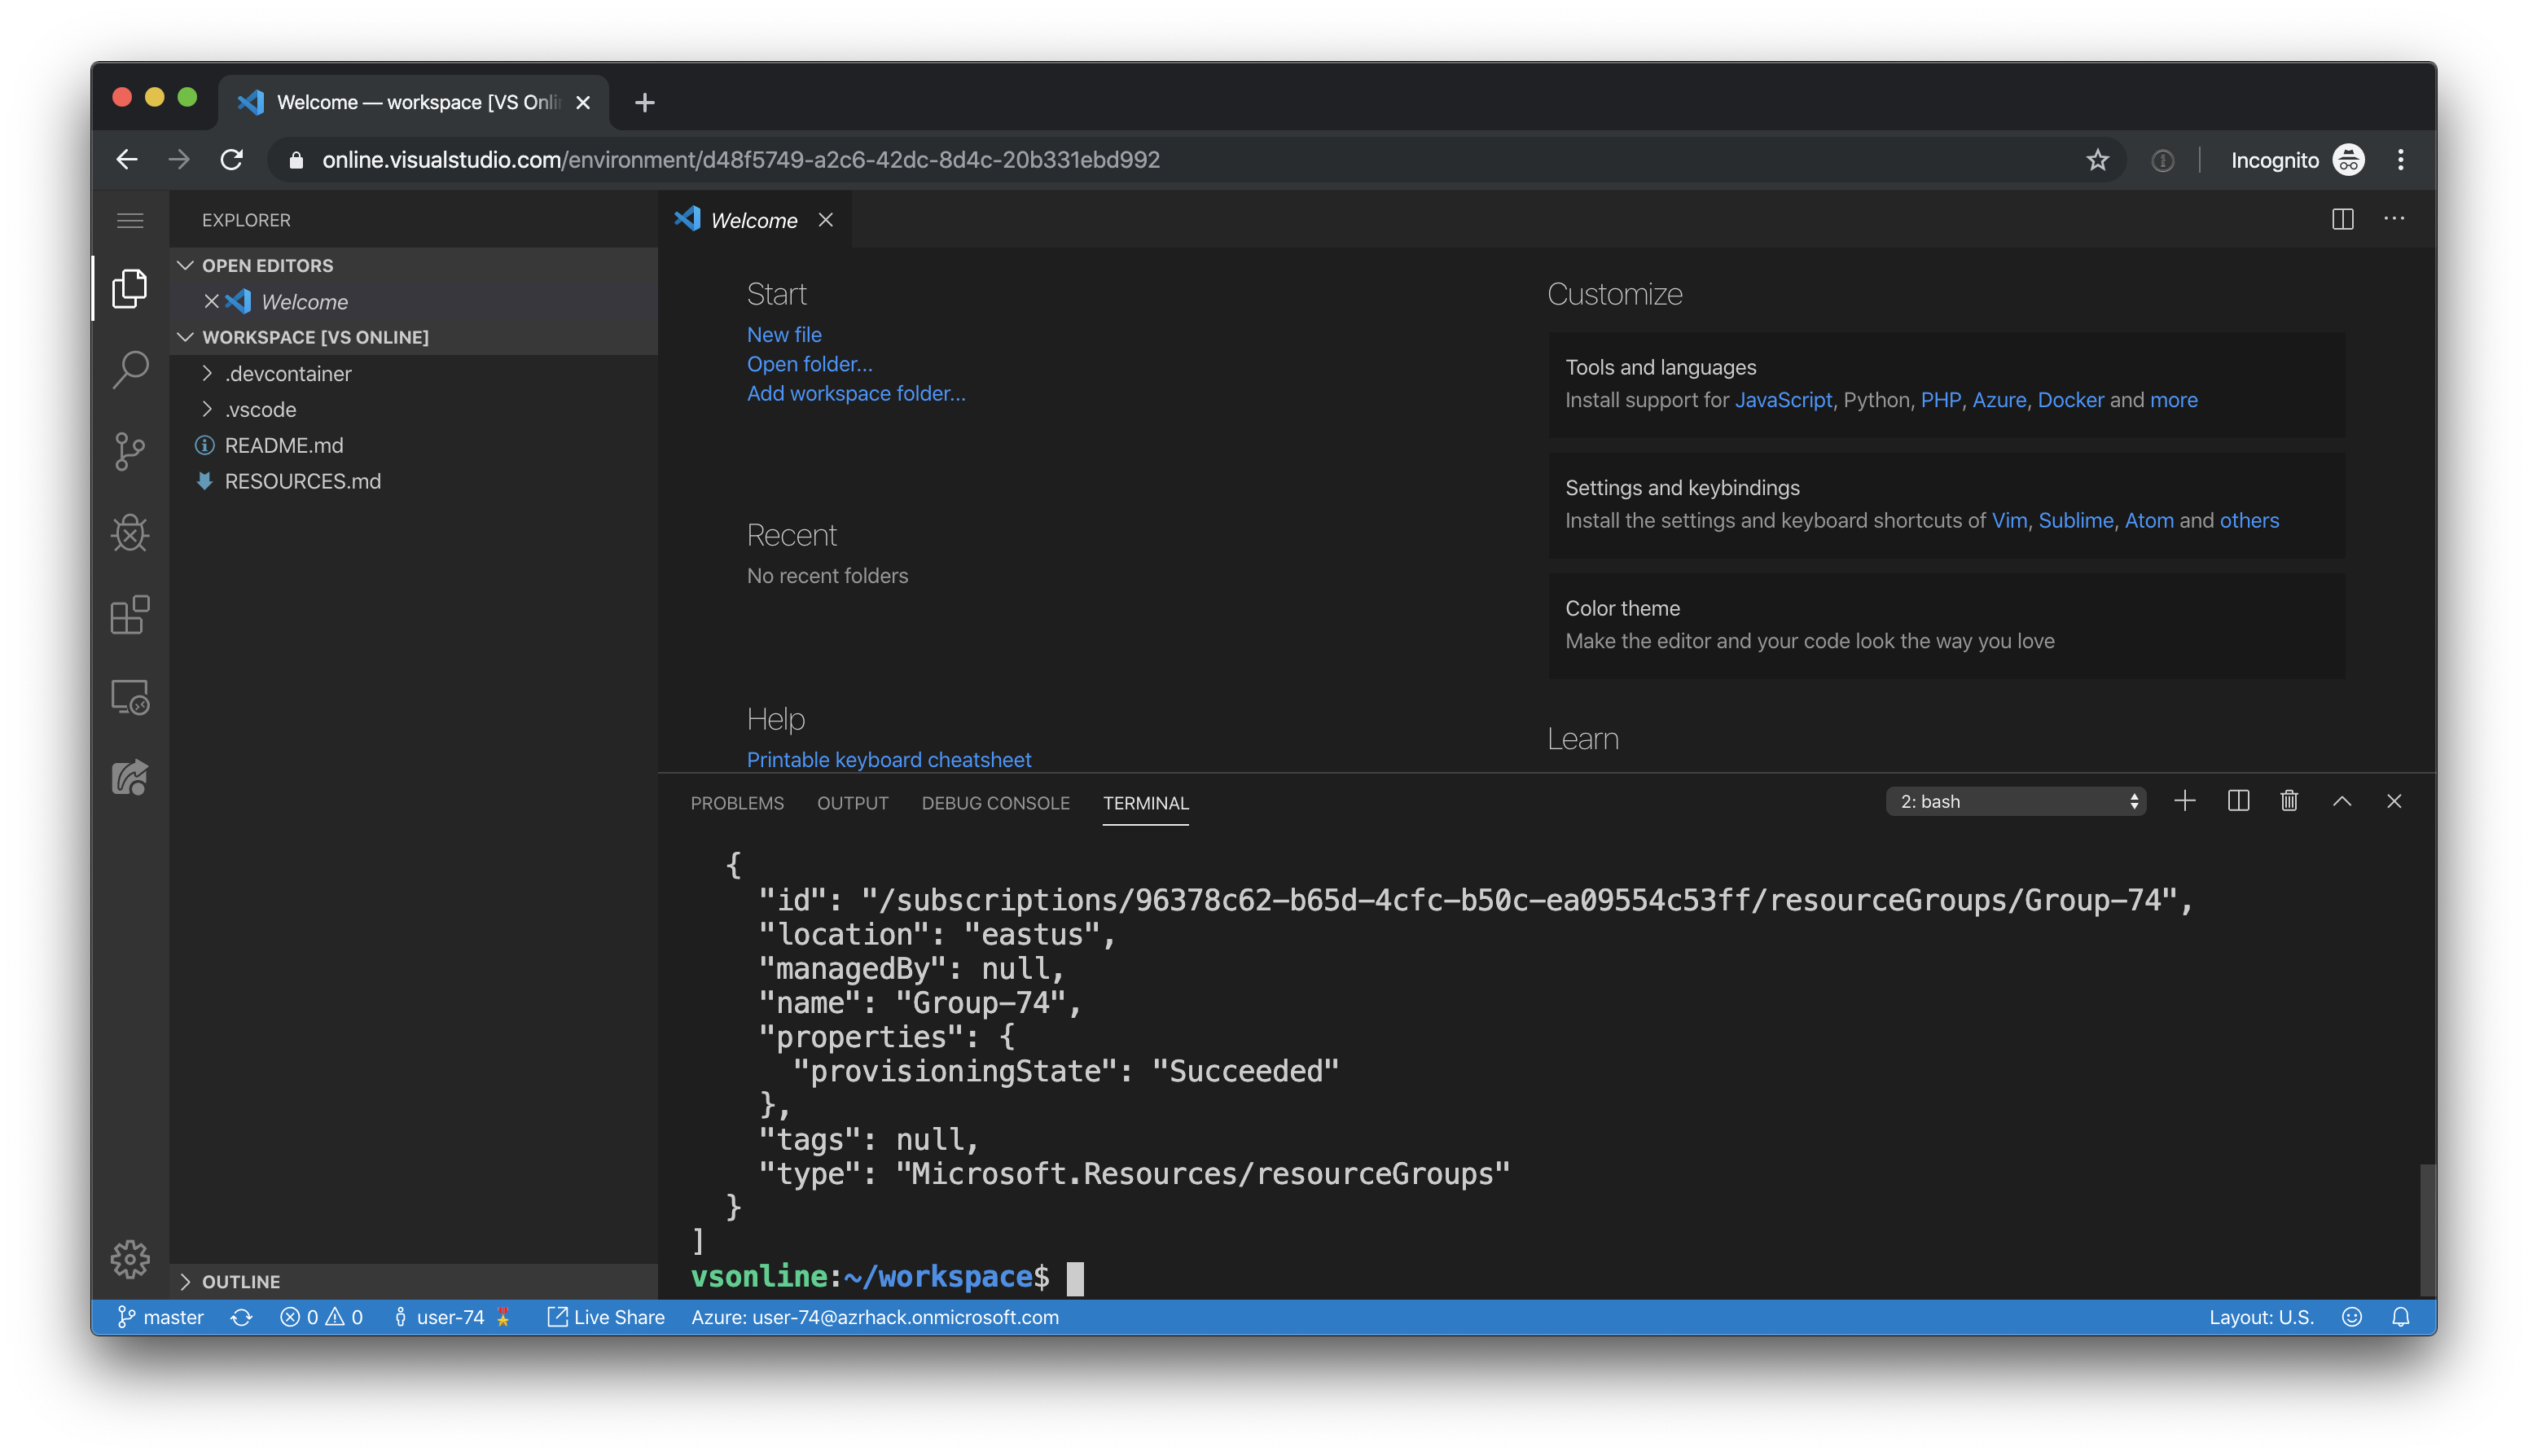 Welcome — workspace [VS Onli
online.visualstudio.com/environment/d48f5749-a2c6-42dc-8d4c-20b331ebd992
Incognito
EXPLORER
OPEN EDITORS
Welcome
WORKSPACE [VS ONLINE]
.devcontainer
.vscode
README.md
RESOURCES.md
OUTLINE
Welcome
Start
New file
Open folder...
Add workspace folder...
Recent
No recent folders
Help
Printable keyboard cheatsheet
Customize
Tools and languages
Install support for JavaScript, Python, PHP, Azure, Docker and more
Settings and keybindings
Install the settings and keyboard shortcuts of Vim, Sublime, Atom and others
Color theme
Make the editor and your code look the way you love
Learn
PROBLEMS OUTPUT DEBUG CONSOLE TERMINAL
2: bash
{
"id": "/subscriptions/96378c62-b65d-4cfc-b50c-ea09554c53ff/resourceGroups/Group-74",
"location": "eastus",
"managedBy": null,
"name": "Group-74",
"properties": {
"provisioningState": "Succeeded"
},
"tags": null,
"type": "Microsoft.Resources/resourceGroups"
}
]
vsonline:~/workspace$
master 0 0 user-74 Live Share Azure: user-74@azrhack.onmicrosoft.com Layout: U.S.